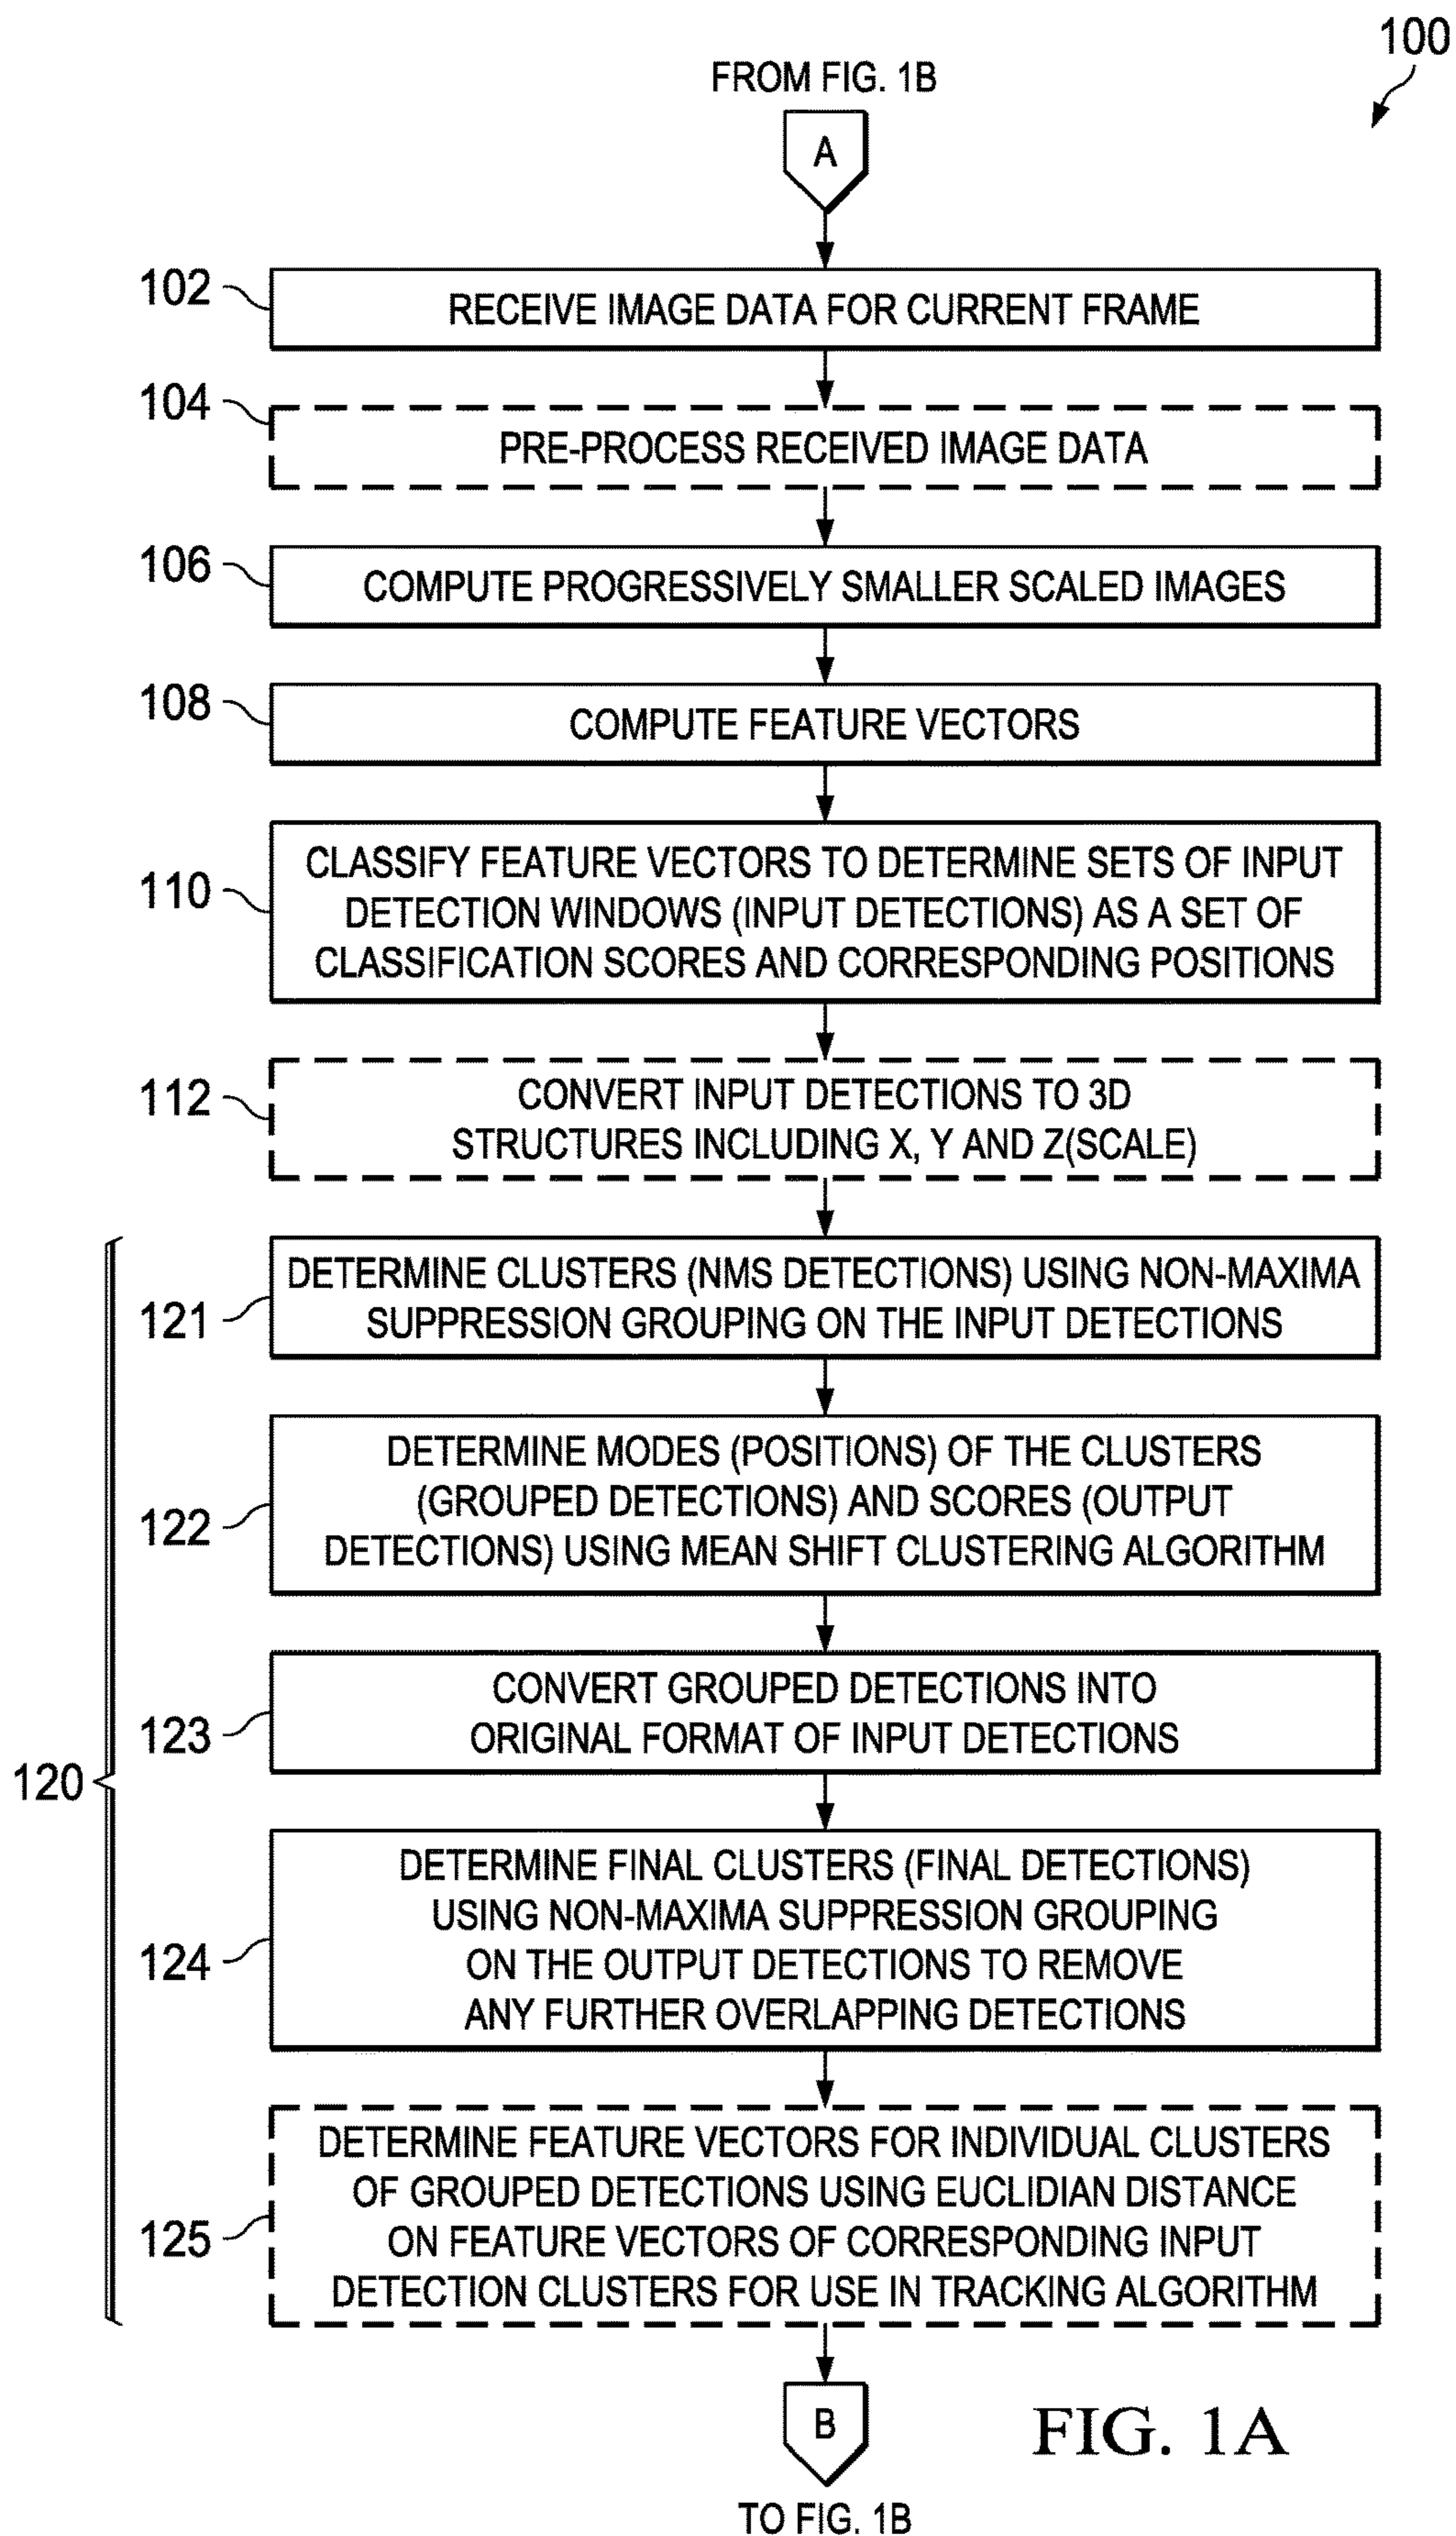 100
FROM FIG. 1B
A
102
RECEIVE IMAGE DATA FOR CURRENT FRAME
104
PRE-PROCESS RECEIVED IMAGE DATA
106
COMPUTE PROGRESSIVELY SMALLER SCALED IMAGES
108
COMPUTE FEATURE VECTORS
110
CLASSIFY FEATURE VECTORS TO DETERMINE SETS OF INPUT
DETECTION WINDOWS (INPUT DETECTIONS) AS A SET OF
CLASSIFICATION SCORES AND CORRESPONDING POSITIONS
112
CONVERT INPUT DETECTIONS TO 3D
STRUCTURES INCLUDING X, Y AND Z(SCALE)
120
121
DETERMINE CLUSTERS (NMS DETECTIONS) USING NON-MAXIMA
SUPPRESSION GROUPING ON THE INPUT DETECTIONS
122
DETERMINE MODES (POSITIONS) OF THE CLUSTERS
(GROUPED DETECTIONS) AND SCORES (OUTPUT
DETECTIONS) USING MEAN SHIFT CLUSTERING ALGORITHM
123
CONVERT GROUPED DETECTIONS INTO
ORIGINAL FORMAT OF INPUT DETECTIONS
124
DETERMINE FINAL CLUSTERS (FINAL DETECTIONS)
USING NON-MAXIMA SUPPRESSION GROUPING
ON THE OUTPUT DETECTIONS TO REMOVE
ANY FURTHER OVERLAPPING DETECTIONS
125
DETERMINE FEATURE VECTORS FOR INDIVIDUAL CLUSTERS
OF GROUPED DETECTIONS USING EUCLIDIAN DISTANCE
ON FEATURE VECTORS OF CORRESPONDING INPUT
DETECTION CLUSTERS FOR USE IN TRACKING ALGORITHM
B
FIG. 1A
TO FIG. 1B